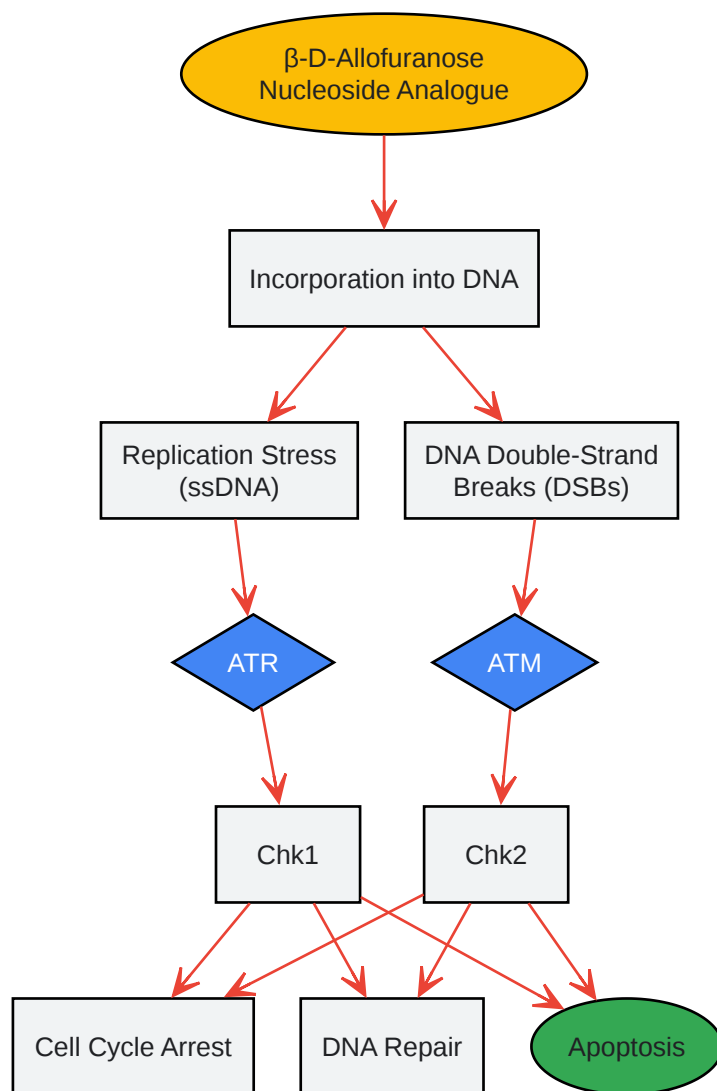 β-D-Allofuranose
Nucleoside Analogue
Incorporation into DNA
Replication Stress
(ssDNA)
DNA Double-Strand
Breaks (DSBs)
ATR
ATM
Chk1
Chk2
Cell Cycle Arrest
DNA Repair
Apoptosis